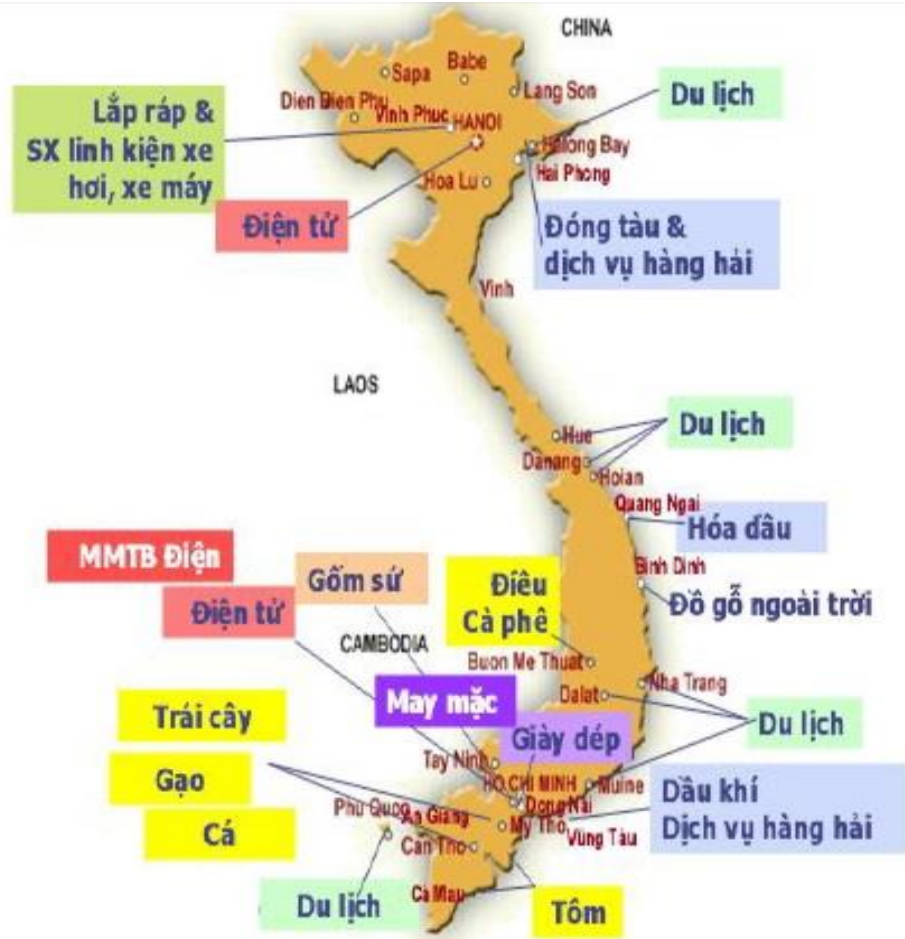 CHINA
Babe
Sapa
Lang Son
Du lịch
Dien Bien Phu
Vinh Phuc
HANOI
Lắp ráp &
SX linh kiện xe
hơi, xe máy
Halong Bay
Hai Phong
Hoa Lu
Điện tử
Đóng tàu &
dịch vụ hàng hải
Vinh
LAOS
Hue
Du lịch
Danang
Hoian
Quang Ngai
Hóa dầu
MMTB Điện
Gốm sứ
Điều
Cà phê
Binh Dinh
Đồ gỗ ngoài trời
Điện tử
CAMBODIA
Buon Me Thuat
Nha Trang
Dalat
May mặc
Du lịch
Trái cây
Giày dép
Tay Ninh
HO CHI MINH
Muine
Gạo
Phu Quoc
An Giang
Dong Nai
My Tho
Vũng Tàu
Dầu khí
Dịch vụ hàng hải
Cá
Can Tho
Du lịch
Cà Mau
Tôm